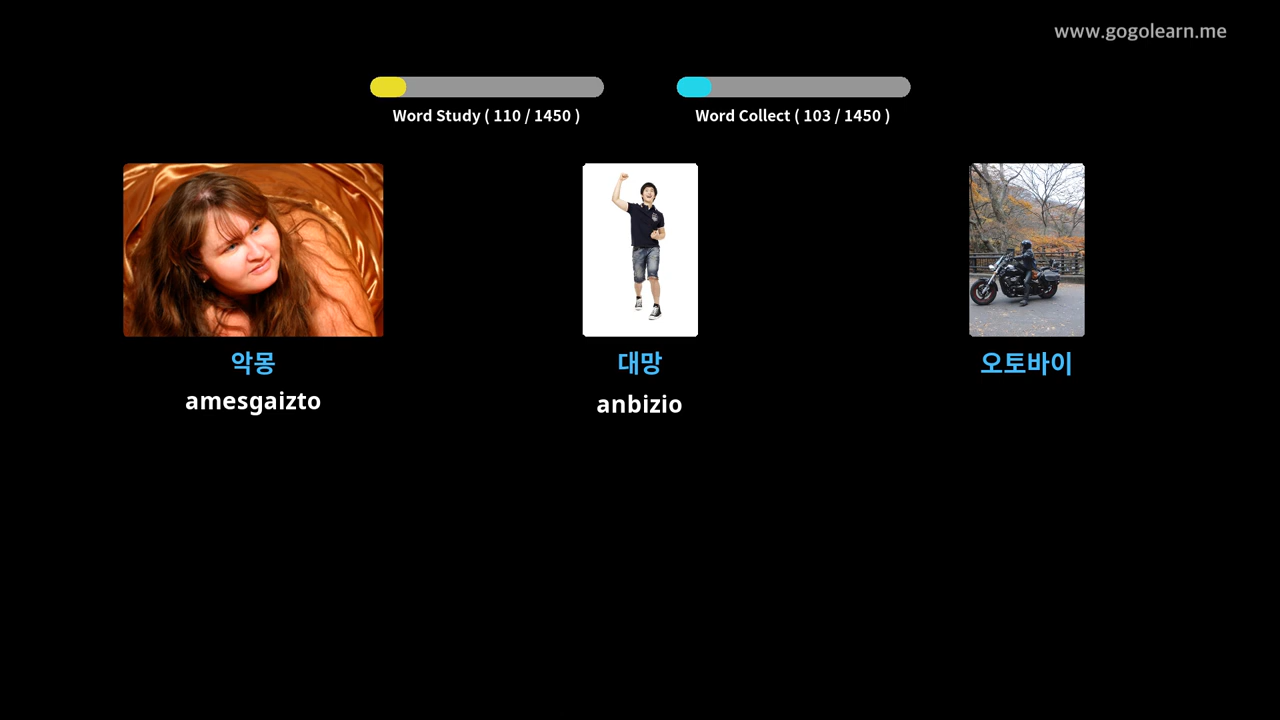 www.gogolearn.me
Word Study ( 110 / 1450 )
Word Collect ( 103 / 1450 )
악몽
amesgaizto
대망
anbizio
오토바이